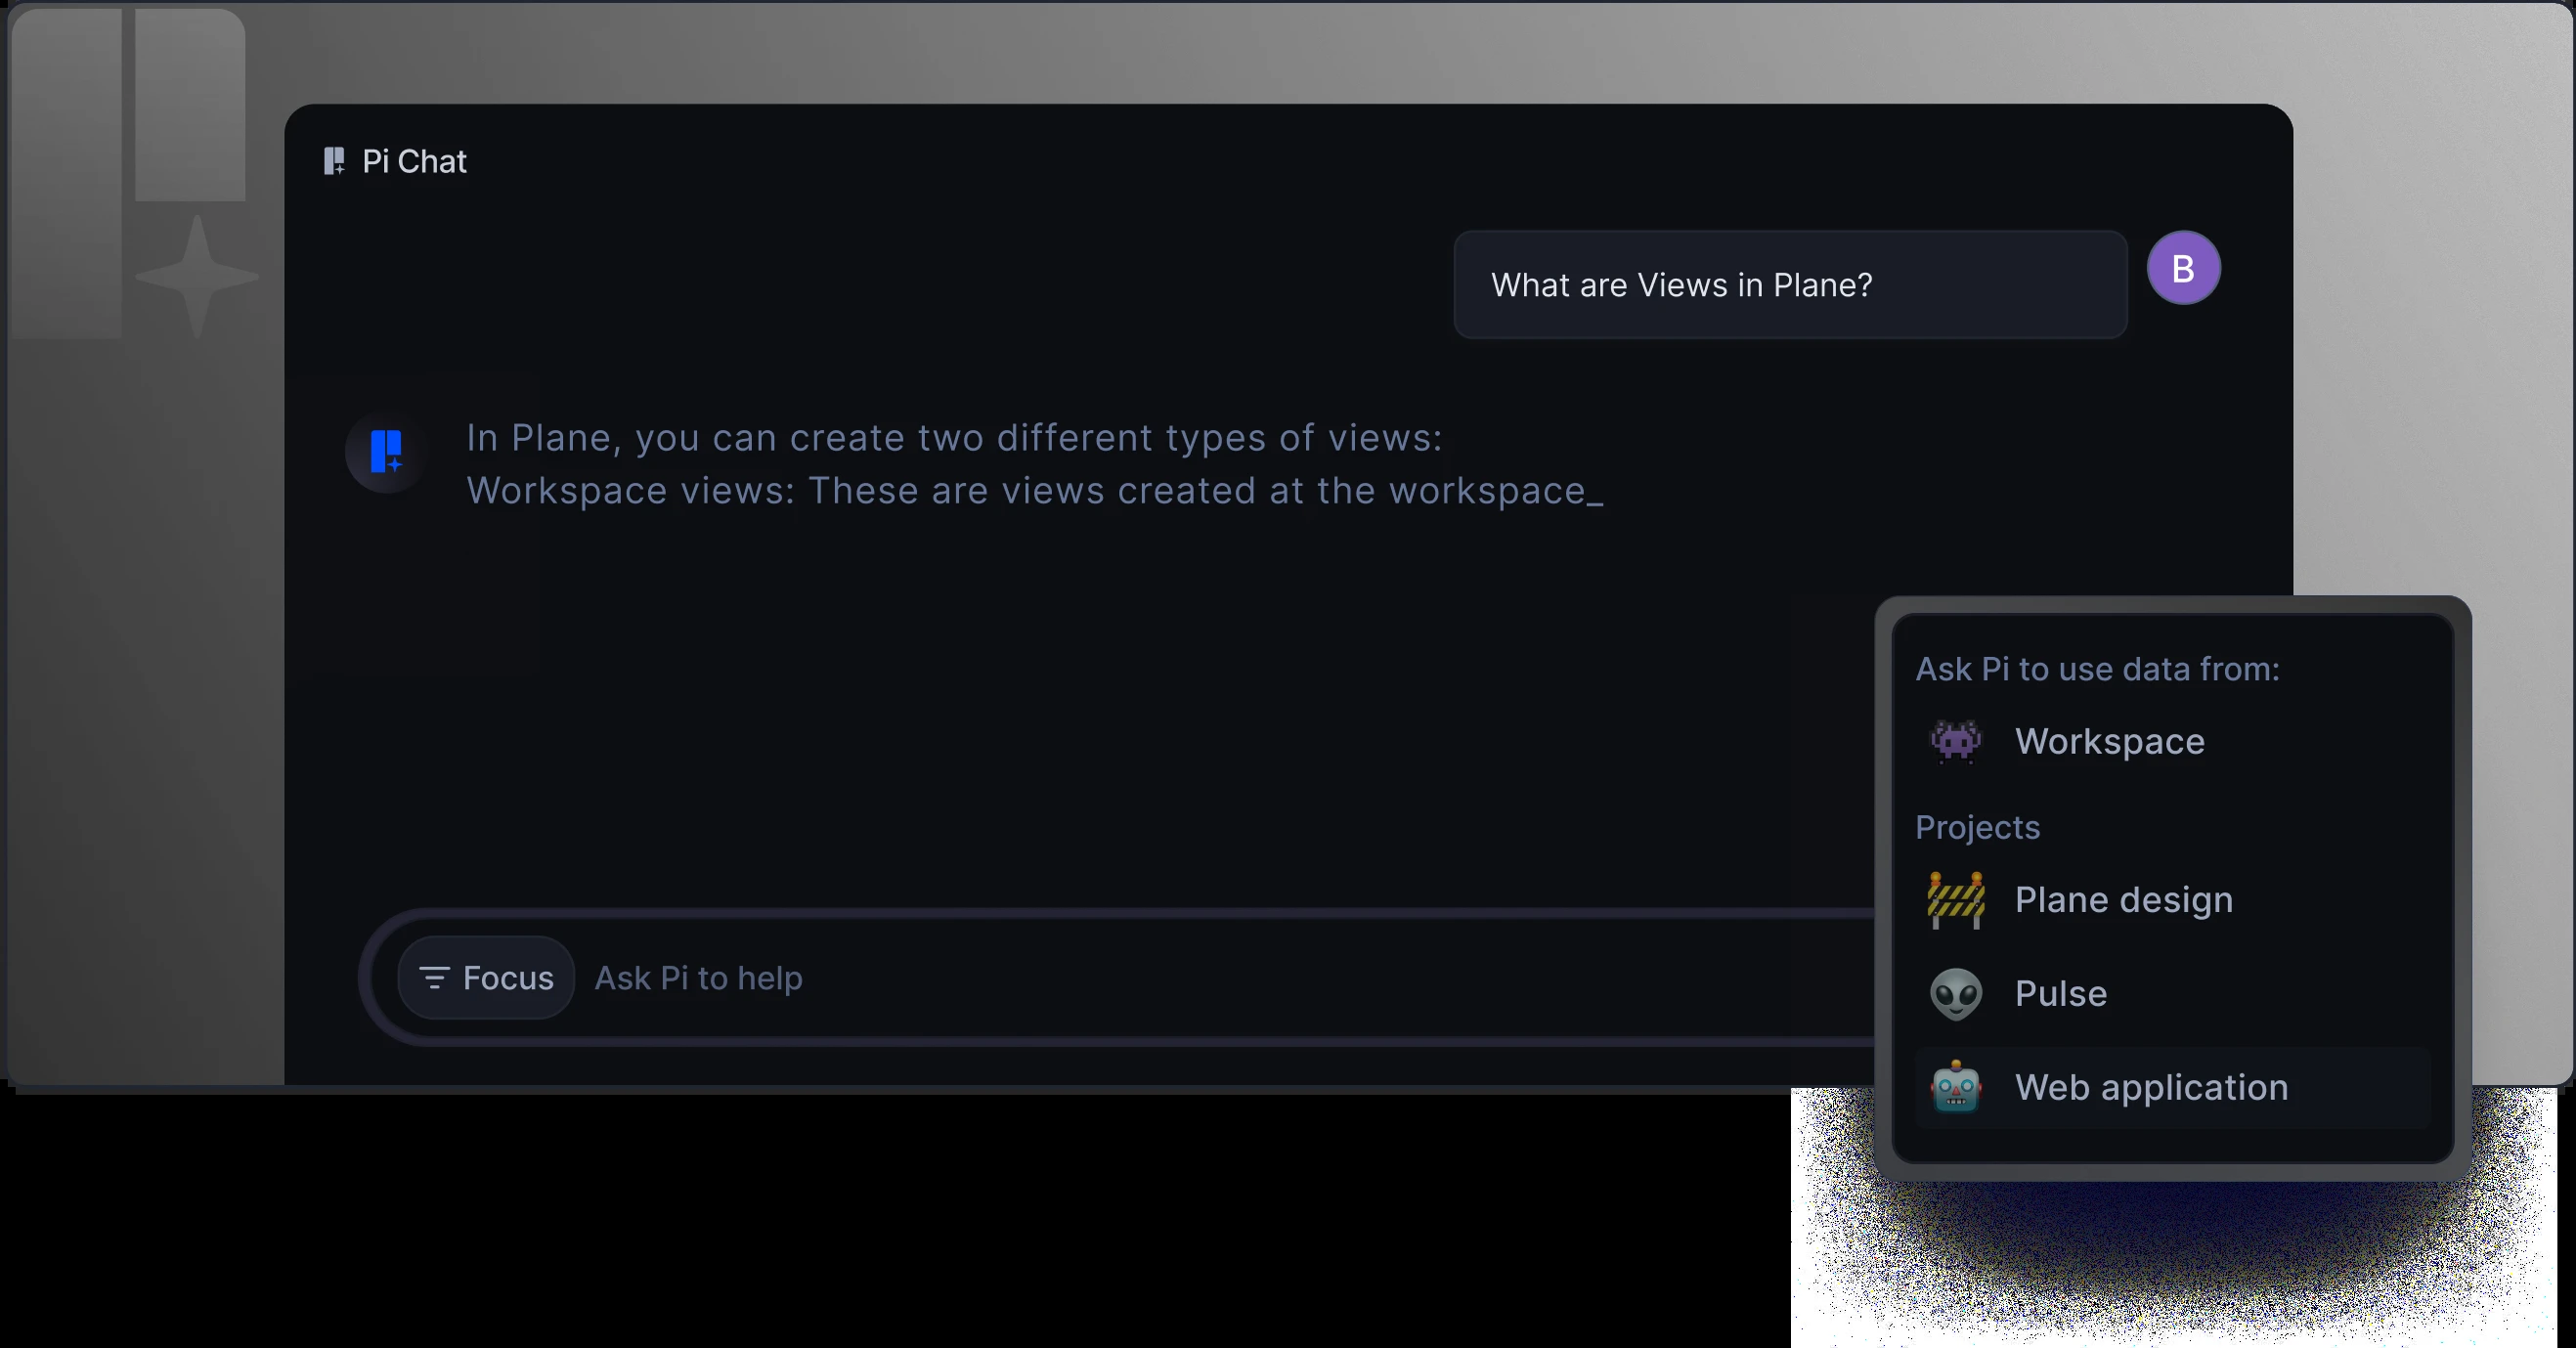 Pi Chat
What are Views in Plane?
B
In Plane, you can create two different types of views:
Workspace views: These are views created at the workspace_
Ask Pi to use data from:
Workspace
Projects
Plane design
Pulse
Web application
Focus
Ask Pi to help